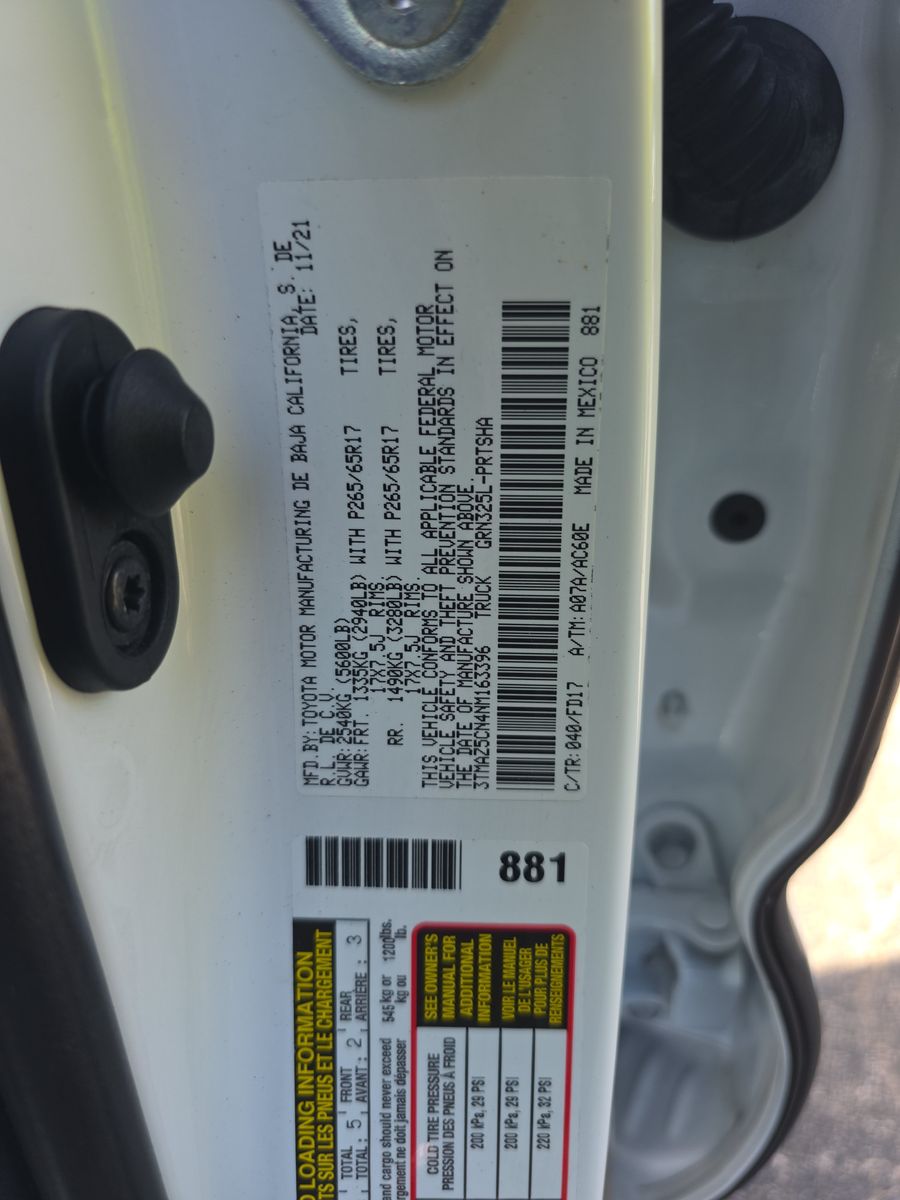 MFD.BY:TOYOTA MOTOR MANUFACTURING DE BAJA CALIFORNIA, S. DE
R.L. DE C.V. DATE: 11/21
GVWR:2540KG (5600LB)
GAWR:FRT. 1335KG (2940LB) WITH P265/65R17 TIRES,
17X7.5J RIMS.
RR. 1490KG (3280LB) WITH P265/65R17 TIRES,
17X7.5J RIMS.
THIS VEHICLE CONFORMS TO ALL APPLICABLE FEDERAL MOTOR
VEHICLE SAFETY AND THEFT PREVENTION STANDARDS IN EFFECT ON
THE DATE OF MANUFACTURE SHOWN ABOVE.
3TMAZ5CN4NM163396 TRUCK GRN325L-PRTSHA
C/TR:040/FD17 A/TM:A07A/AC60E MADE IN MEXICO 881
881
LOADING INFORMATION
SUR LES PNEUS ET LE CHARGEMENT
TOTAL 5 FRONT 2 REAR 3
TOTAL : AVANT : ARRIÈRE :
and cargo should never exceed 545 kg or 1200 lbs.
ne doit jamais dépasser kg ou lb.
COLD TIRE PRESSURE
PRESSION DES PNEUS À FROID
200 kPa, 29 PSI
200 kPa, 29 PSI
220 kPa, 32 PSI
SEE OWNER'S
MANUAL FOR
ADDITIONAL
INFORMATION
VOIR LE MANUEL
DE L'USAGER
POUR PLUS DE
RENSEIGNEMENTS